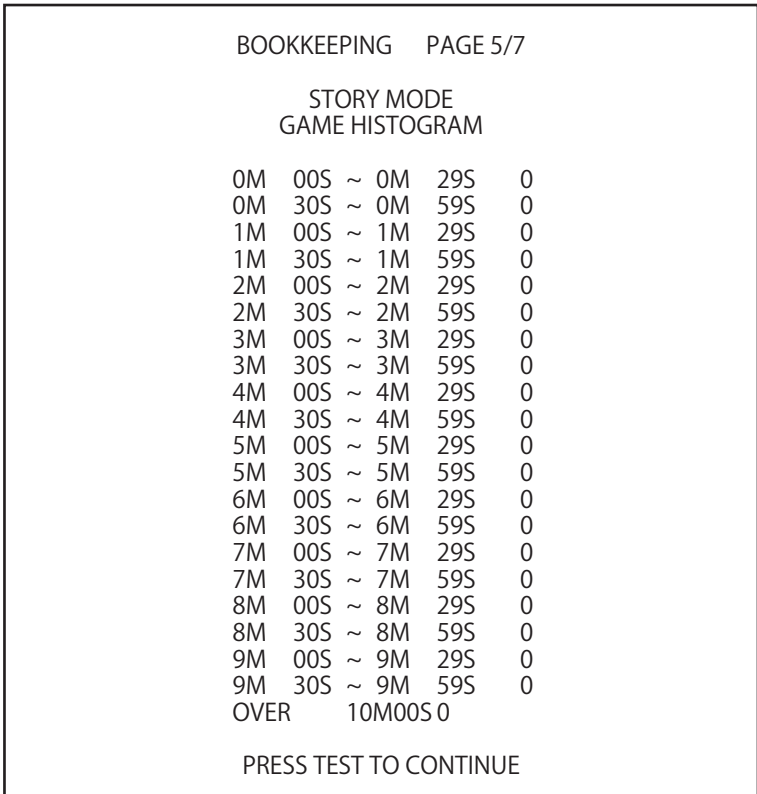 BOOKKEEPING PAGE 5/7
STORY MODE
GAME HISTOGRAM
0M 00S ~ 0M 29S 0
0M 30S ~ 0M 59S 0
1M 00S ~ 1M 29S 0
1M 30S ~ 1M 59S 0
2M 00S ~ 2M 29S 0
2M 30S ~ 2M 59S 0
3M 00S ~ 3M 29S 0
3M 30S ~ 3M 59S 0
4M 00S ~ 4M 29S 0
4M 30S ~ 4M 59S 0
5M 00S ~ 5M 29S 0
5M 30S ~ 5M 59S 0
6M 00S ~ 6M 29S 0
6M 30S ~ 6M 59S 0
7M 00S ~ 7M 29S 0
7M 30S ~ 7M 59S 0
8M 00S ~ 8M 29S 0
8M 30S ~ 8M 59S 0
9M 00S ~ 9M 29S 0
9M 30S ~ 9M 59S 0
OVER 10M00S 0
PRESS TEST TO CONTINUE